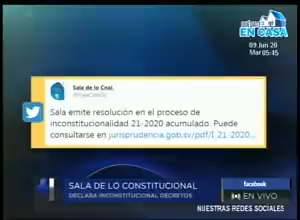 EN CASA
09 Jun 20
Mar 05:45
Sala de lo Cnal.
Sala emite resolución en el proceso de
inconstitucionalidad 21-2020 acumulado. Puede
consultarse en jurisprudencia.gob.sv/pdf/I_21-2020...
SALA DE LO CONSTITUCIONAL
DECLARA INCONSTITUCIONAL DECRETOS
facebook
EN VIVO
NUESTRAS REDES SOCIALES